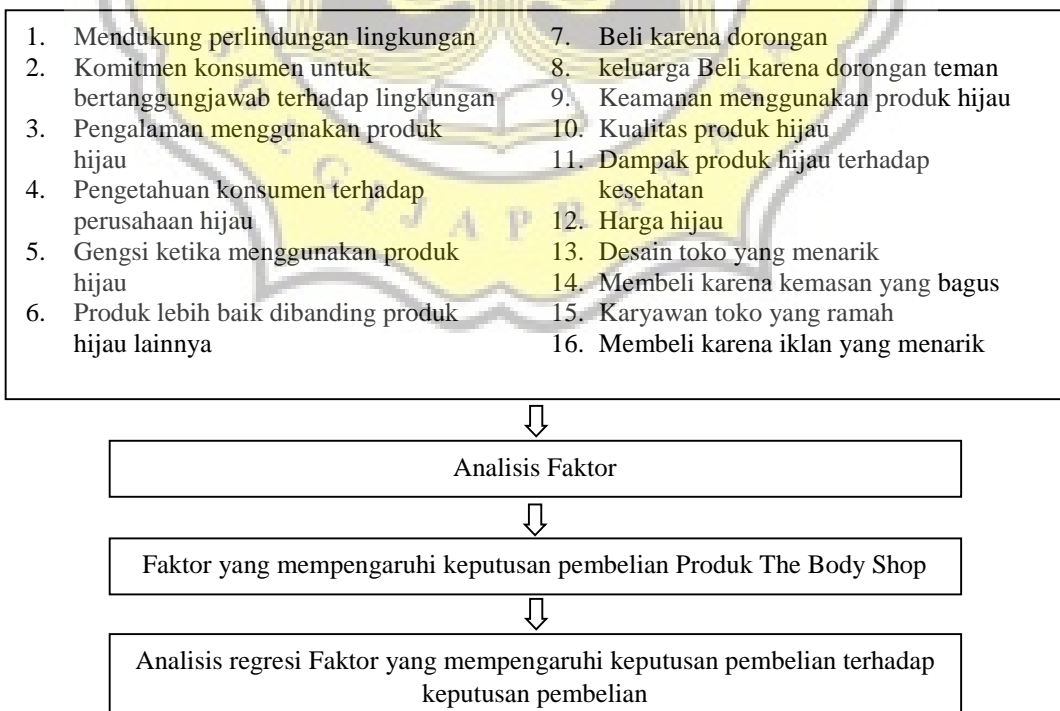 1. Mendukung perlindungan lingkungan
2. Komitmen konsumen untuk
bertanggungjawab terhadap lingkungan
3. Pengalaman menggunakan produk
hijau
4. Pengetahuan konsumen terhadap
perusahaan hijau
5. Gengsi ketika menggunakan produk
hijau
6. Produk lebih baik dibanding produk
hijau lainnya
7. Beli karena dorongan
8. keluarga Beli karena dorongan teman
9. Keamanan menggunakan produk hijau
10. Kualitas produk hijau
11. Dampak produk hijau terhadap
kesehatan
12. Harga hijau
13. Desain toko yang menarik
14. Membeli karena kemasan yang bagus
15. Karyawan toko yang ramah
16. Membeli karena iklan yang menarik
Analisis Faktor
Faktor yang mempengaruhi keputusan pembelian Produk The Body Shop
Analisis regresi Faktor yang mempengaruhi keputusan pembelian terhadap
keputusan pembelian